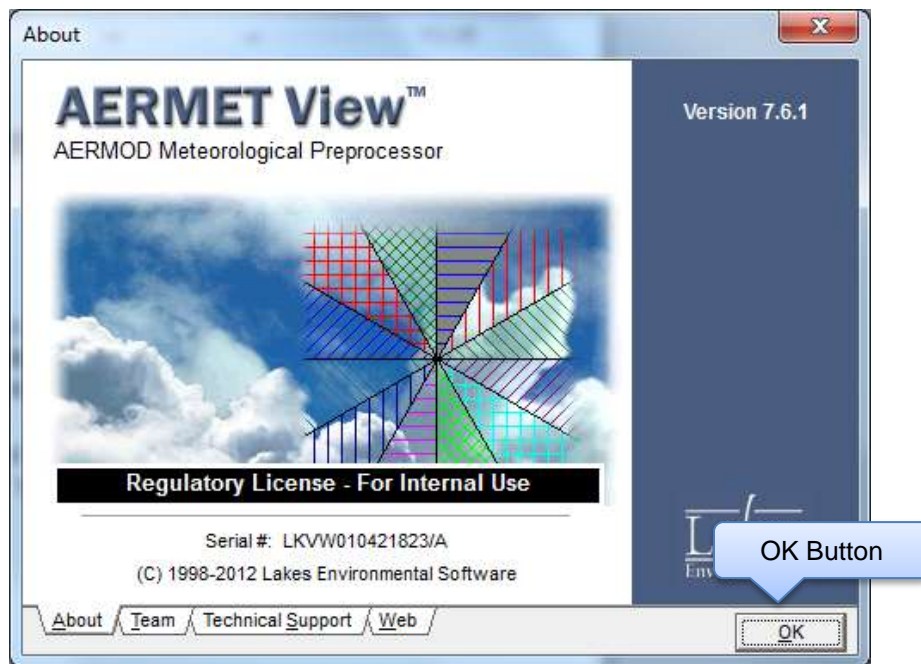 About
AERMET View™
AERMOD Meteorological Preprocessor
Version 7.6.1
Regulatory License - For Internal Use
Serial #: LKVW010421823/A
(C) 1998-2012 Lakes Environmental Software
OK Button
About
Team
Technical Support
Web
OK